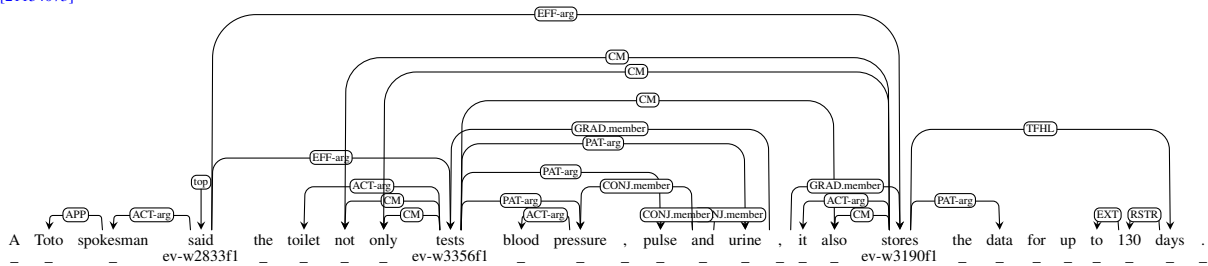 EFF-arg
CM
CM
CM
GRAD.member TFHL
PAT-arg
EFF-arg
PAT-arg
top ACT-arg CONJ.member GRAD.member
CM PAT-arg ACT-arg PAT-arg
APP ACT-arg CM ACT-arg CONJ.member NJ.member CM EXT RSTR
A Toto spokesman said the toilet not only tests blood pressure , pulse and urine , it also stores the data for up to 130 days .
_ _ _ ev-w2833f1 _ _ _ _ ev-w3356f1 _ _ _ _ _ _ _ _ _ ev-w3190f1 _ _ _ _ _ _ _ _